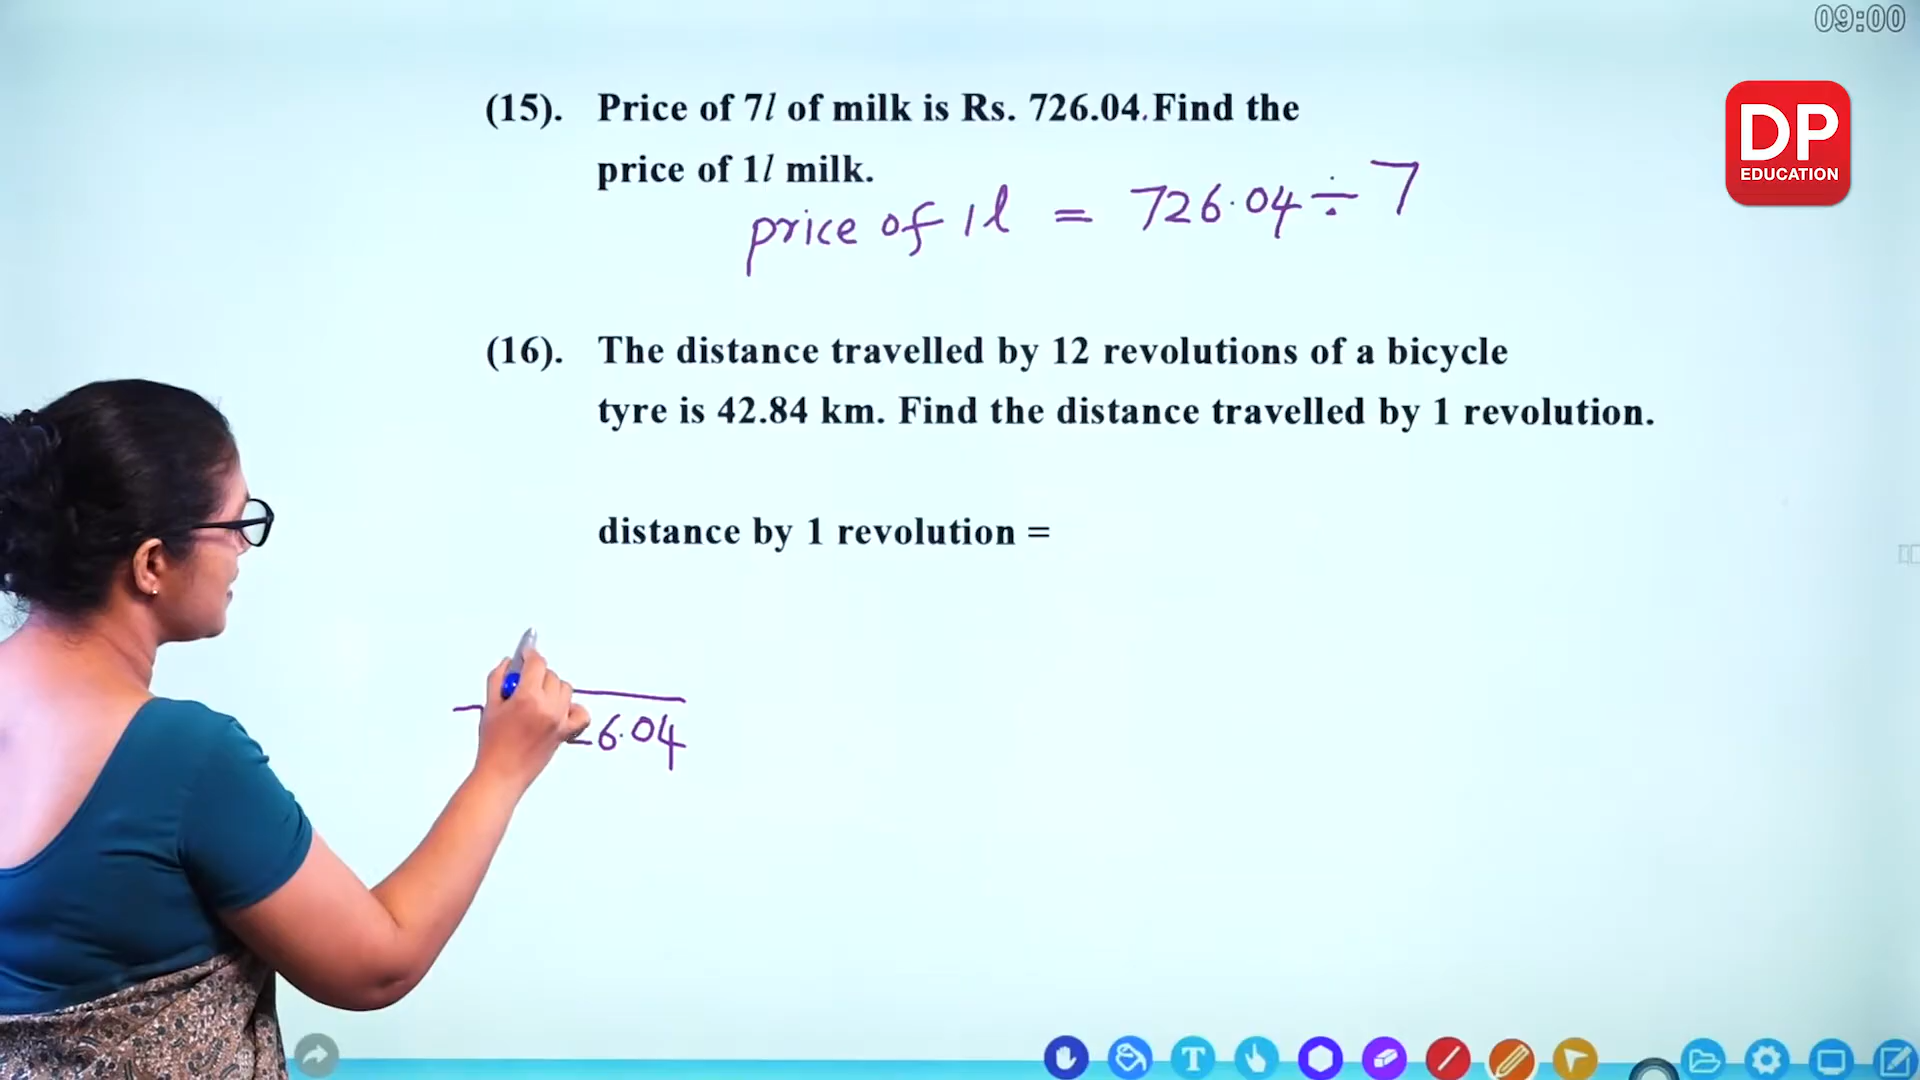 09:00
DP
EDUCATION
(15). Price of 7l of milk is Rs. 726.04. Find the
price of 1l milk.
price of 1l = 726.04 ÷ 7
(16). The distance travelled by 12 revolutions of a bicycle
tyre is 42.84 km. Find the distance travelled by 1 revolution.
distance by 1 revolution =
26.04
T